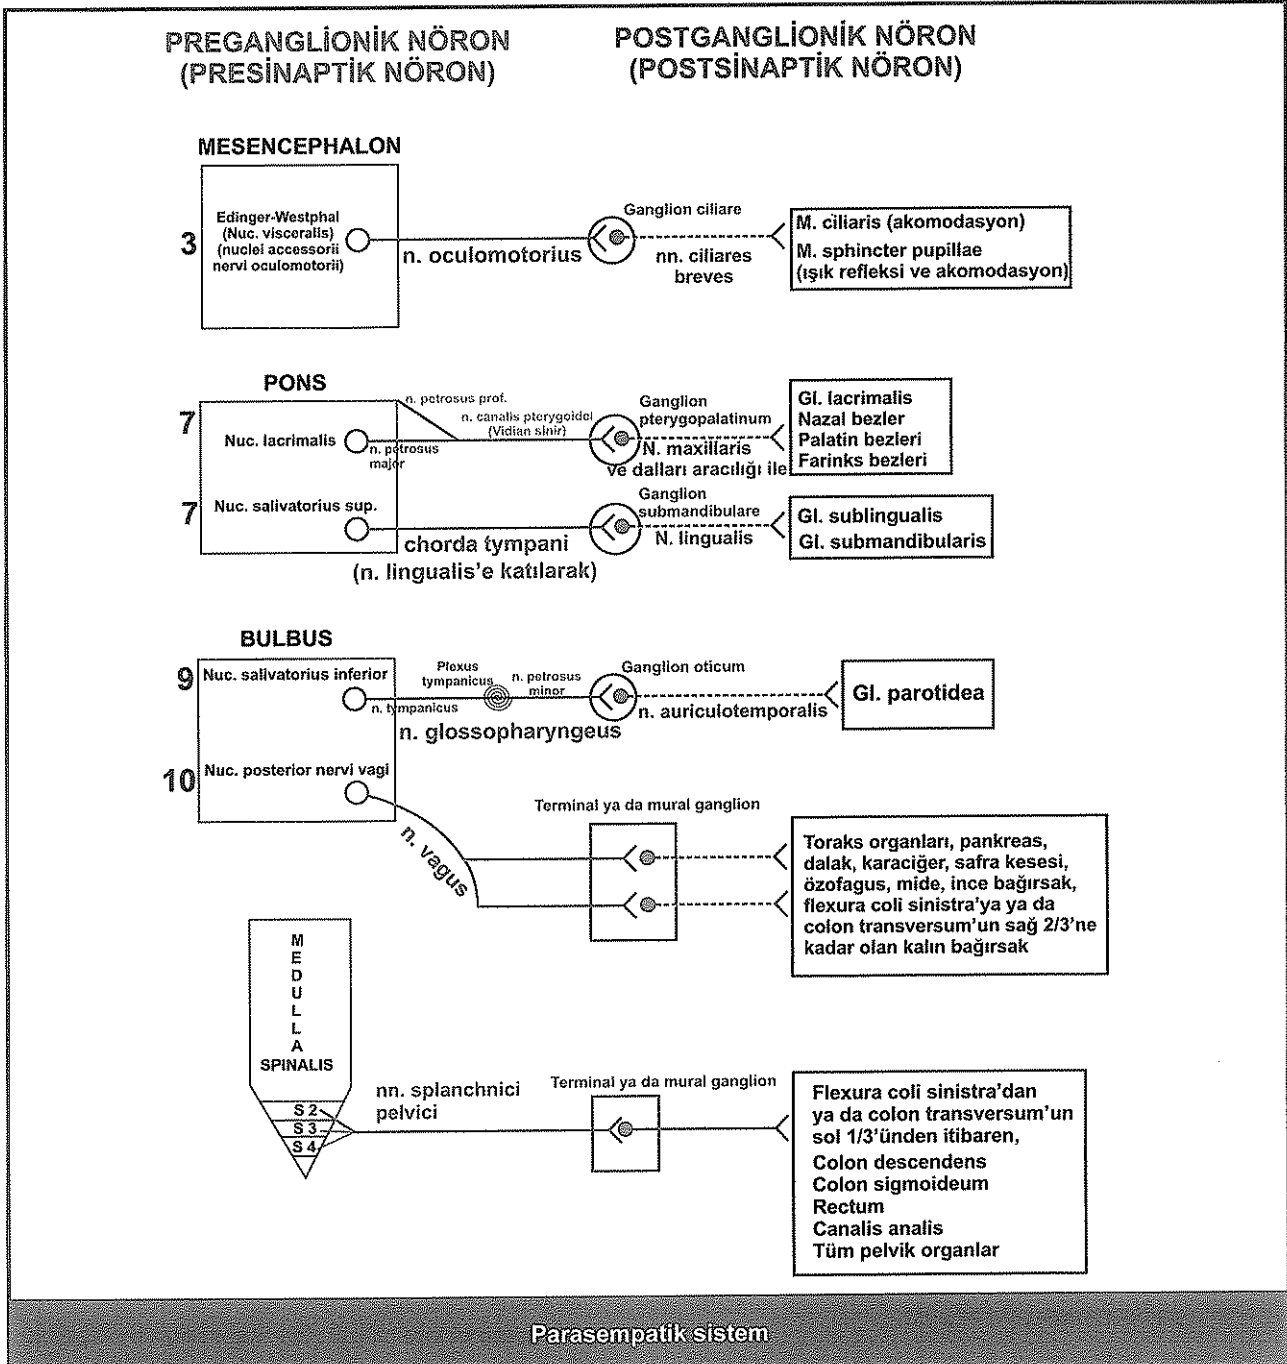 PREGANGLİONİK NÖRON
(PRESİNAPTİK NÖRON)
POSTGANGLİONİK NÖRON
(POSTSİNAPTİK NÖRON)
MESENCEPHALON
3
Edinger-Westphal
(Nuc. visceralis)
(nuclei accessorii
nervi oculomotorii)
n. oculomotorius
Ganglion ciliare
nn. ciliares
breves
M. ciliaris (akomodasyon)
M. sphincter pupillae
(ışık refleksi ve akomodasyon)
PONS
7
Nuc. lacrimalis
n. petrosus
major
n. petrosus prof.
n. canalis pterygoidei
(Vidian sinir)
Ganglion
pterygopalatinum
N. maxillaris
ve dalları aracılığı ile
Gl. lacrimalis
Nazal bezler
Palatin bezleri
Farinks bezleri
7
Nuc. salivatorius sup.
chorda tympani
(n. lingualis'e katılarak)
Ganglion
submandibulare
N. lingualis
Gl. sublingualis
Gl. submandibularis
BULBUS
9
Nuc. salivatorius inferior
n. tympanicus
Plexus
tympanicus
n. petrosus
minor
n. glossopharyngeus
Ganglion oticum
n. auriculotemporalis
Gl. parotidea
10
Nuc. posterior nervi vagi
n. vagus
Terminal ya da mural ganglion
Toraks organları, pankreas,
dalak, karaciğer, safra kesesi,
özofagus, mide, ince bağırsak,
flexura coli sinistra'ya ya da
colon transversum'un sağ 2/3'ne
kadar olan kalın bağırsak
M
E
D
U
L
L
A
SPINALIS
S 2
S 3
S 4
nn. splanchnici
pelvici
Terminal ya da mural ganglion
Flexura coli sinistra'dan
ya da colon transversum'un
sol 1/3'ünden itibaren,
Colon descendens
Colon sigmoideum
Rectum
Canalis analis
Tüm pelvik organlar
Parasempatik sistem